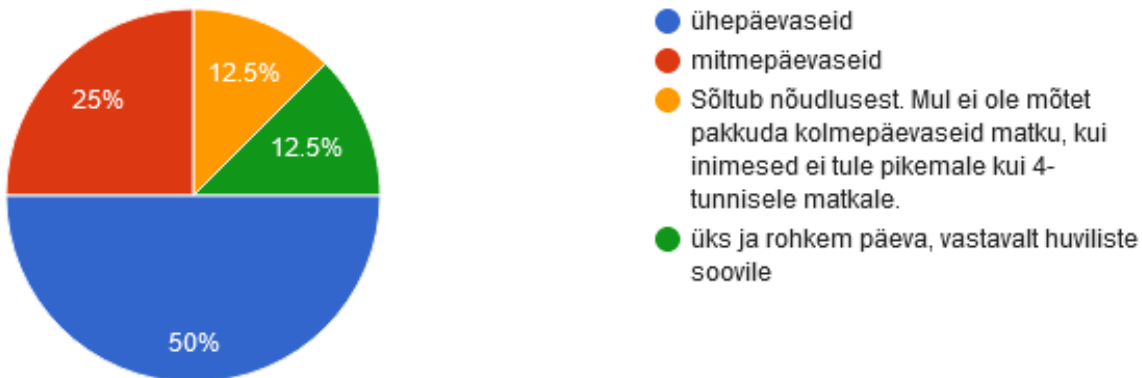 12.5%
25%
12.5%
50%
ühepäevaseid
mitmepäevaseid
Sõltub nõudlusest. Mul ei ole mõtet
pakkuda kolmepäevaseid matku, kui
inimesed ei tule pikemale kui 4-
tunnisele matkale.
üks ja rohkem päeva, vastavalt huviliste
soovile